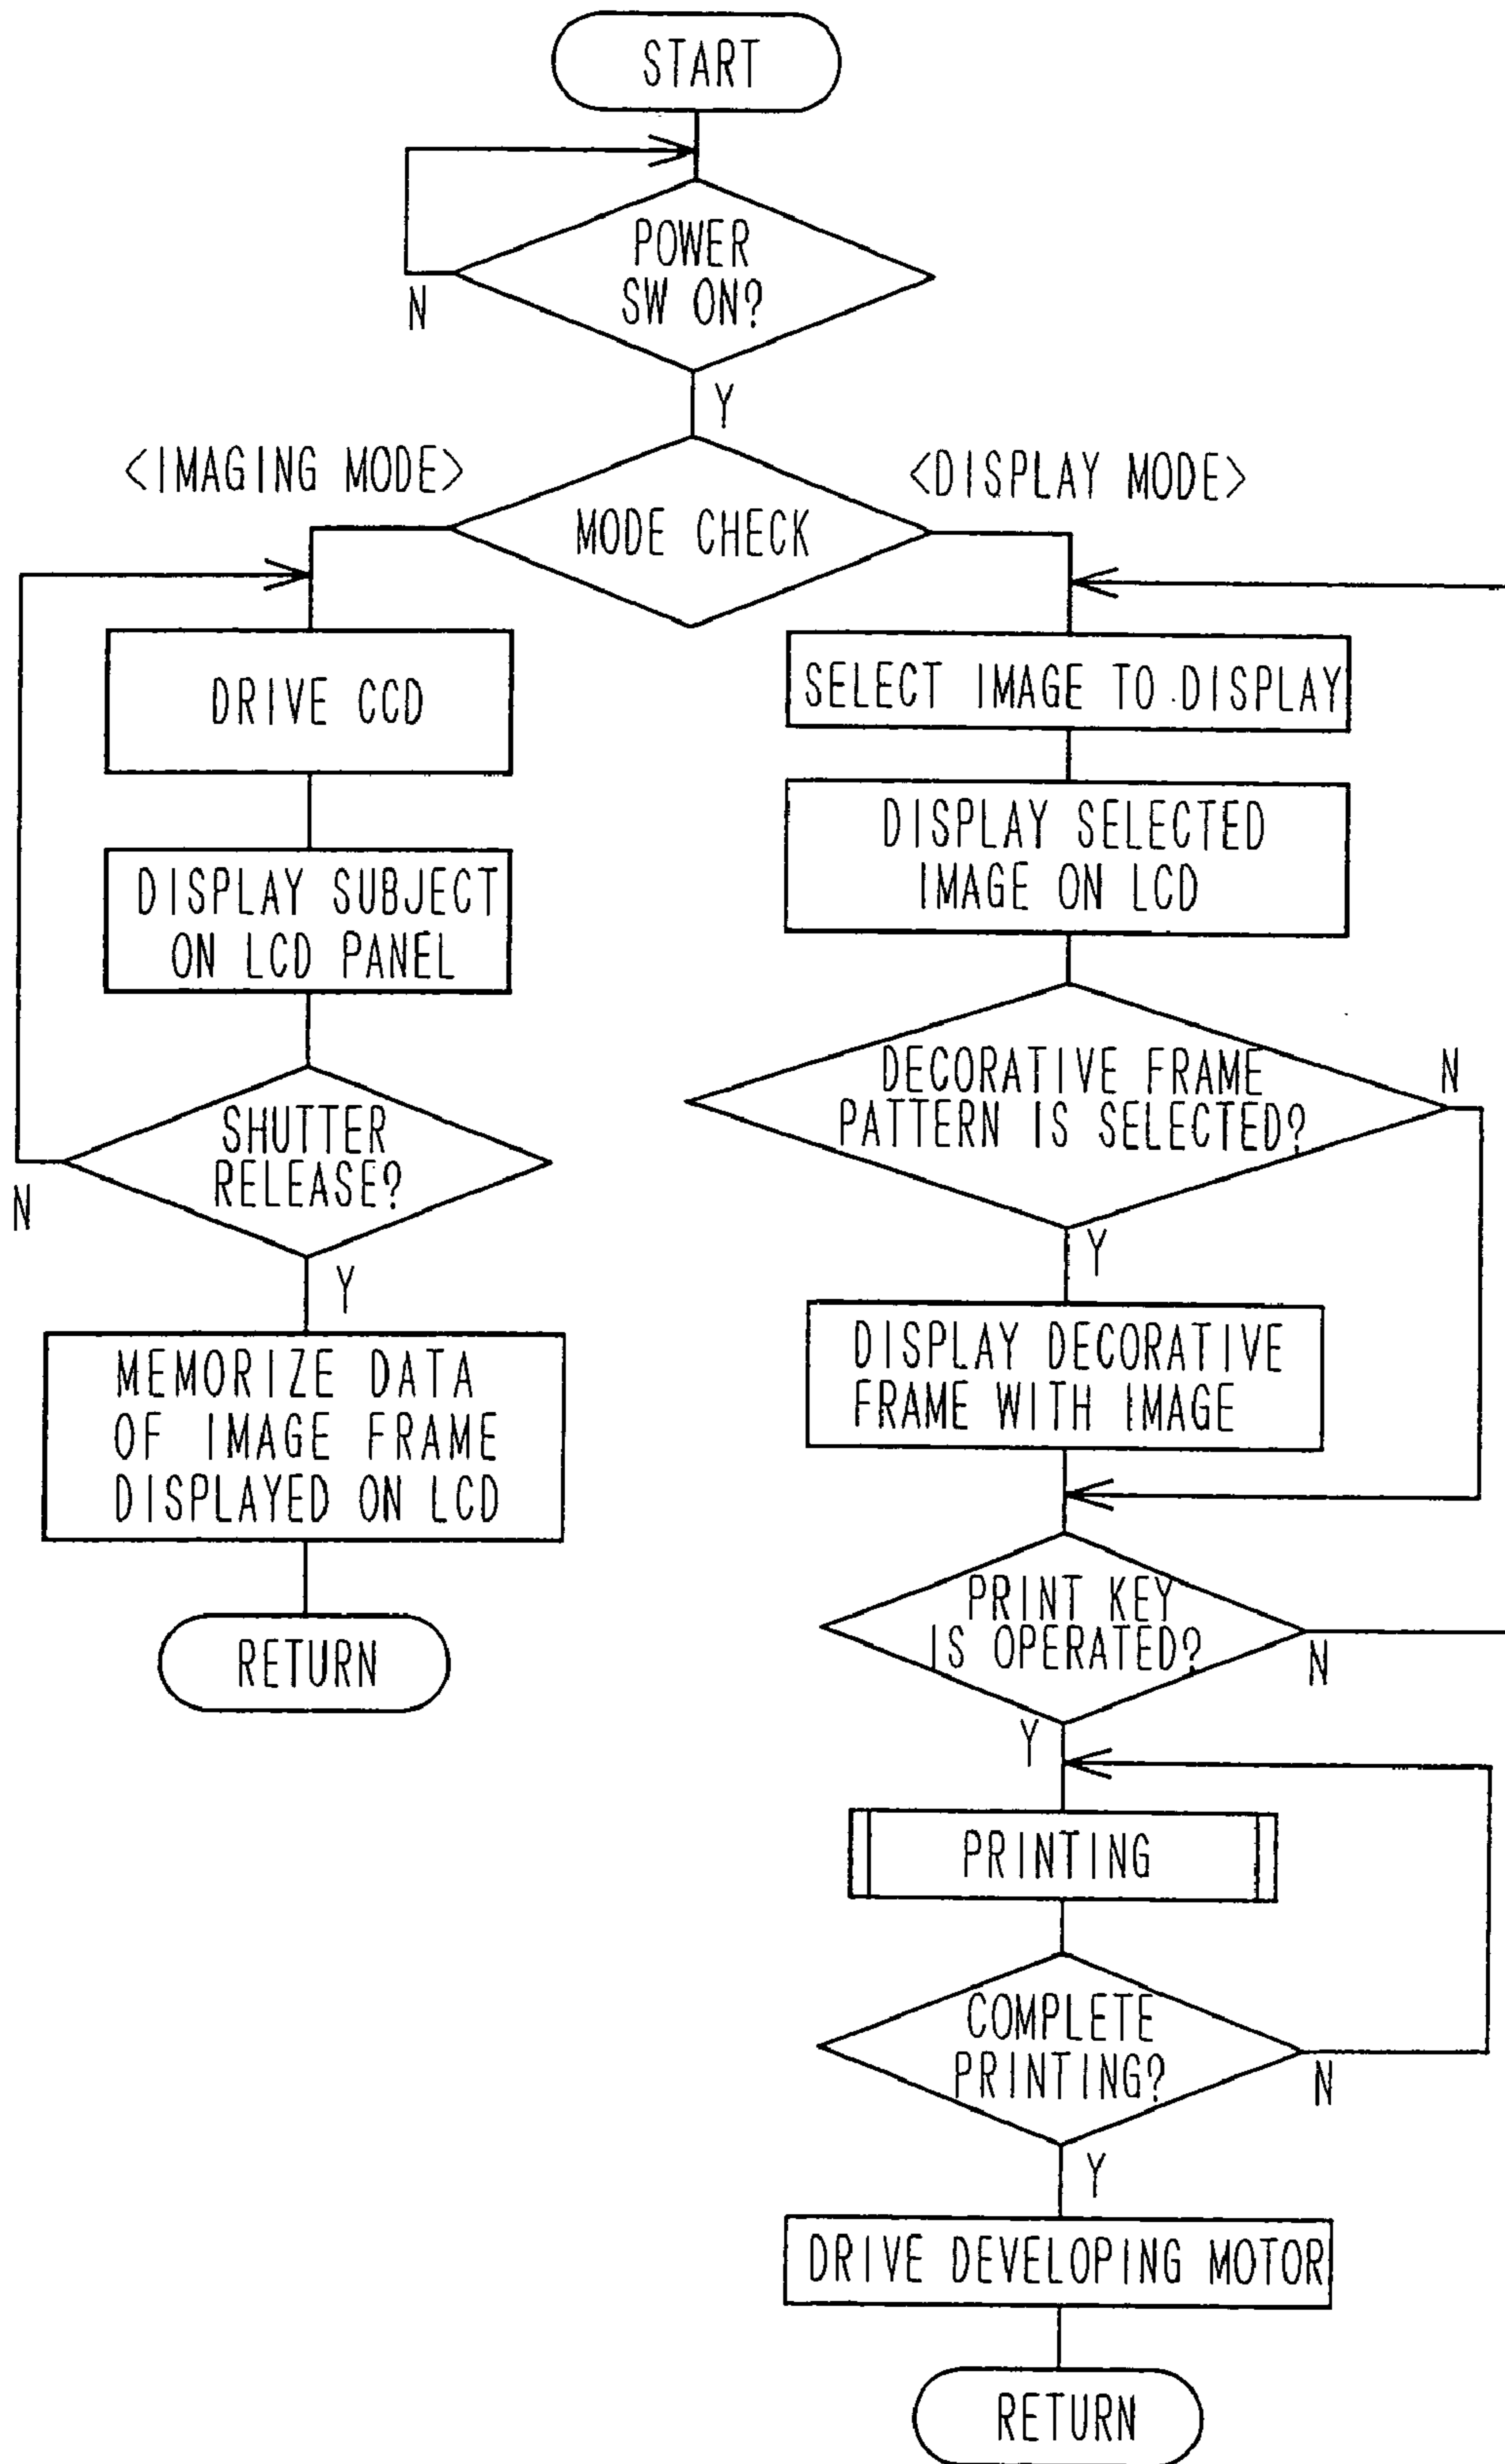 START
POWER
SW ON?
N
Y
<IMAGING MODE>
<DISPLAY MODE>
MODE CHECK
DRIVE CCD
DISPLAY SUBJECT
ON LCD PANEL
SHUTTER
RELEASE?
N
Y
MEMORIZE DATA
OF IMAGE FRAME
DISPLAYED ON LCD
RETURN
SELECT IMAGE TO DISPLAY
DISPLAY SELECTED
IMAGE ON LCD
DECORATIVE FRAME
PATTERN IS SELECTED?
N
Y
DISPLAY DECORATIVE
FRAME WITH IMAGE
PRINT KEY
IS OPERATED?
N
Y
PRINTING
COMPLETE
PRINTING?
N
Y
DRIVE DEVELOPING MOTOR
RETURN